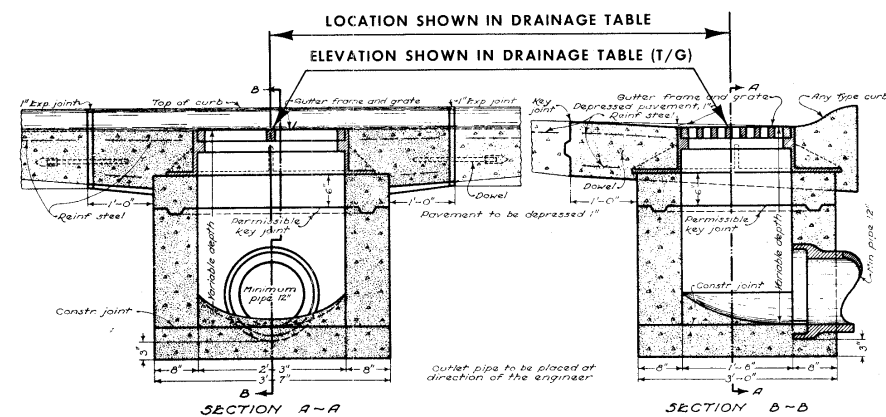 LOCATION SHOWN IN DRAINAGE TABLE
ELEVATION SHOWN IN DRAINAGE TABLE (T/G)
B
A
1" Exp. joint
Top of curb
Gutter frame and grate
1" Exp. joint
Key joint
Gutter frame and grate
Depressed pavement, 1"
Reinf steel
Any type curb
6"
Dowel
Dowel
6"
1'-0"
1'-0"
1'-0"
Reinf steel
Permissible key joint
Pavement to be depressed 1"
Permissible key joint
Variable depth
Variable depth
Min pipe 12"
Minimum pipe 12"
Constr. joint
Constr joint
3"
3"
8"
2'- 3"
8"
3'- 7"
B
Outlet pipe to be placed at
direction of the engineer
8"
1'-8"
8"
3'-0"
A
SECTION A~A
SECTION B~B